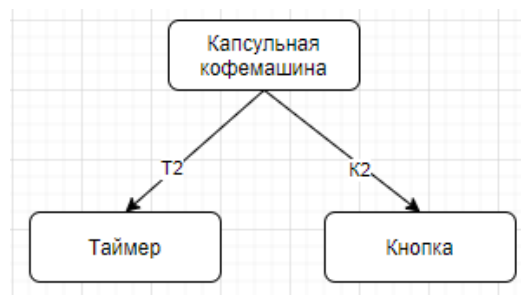 Капсульная
кофемашина
Т2
К2
Таймер
Кнопка